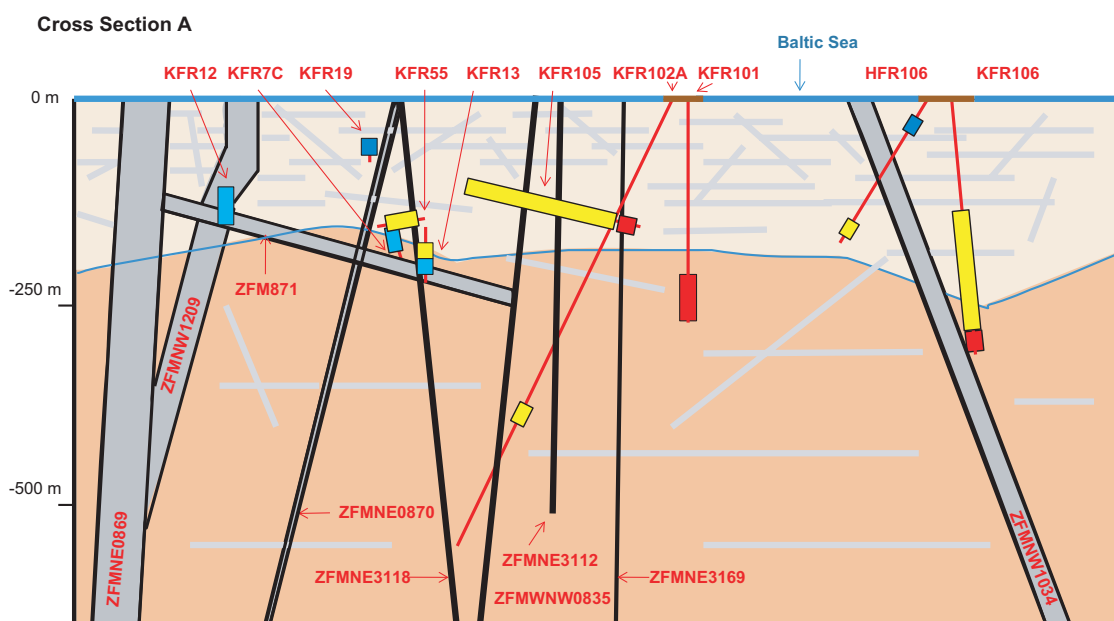 Cross Section A
Baltic Sea
KFR12
KFR7C
KFR19
KFR55
KFR13
KFR105
KFR102A
KFR101
HFR106
KFR106
0 m
-250 m
-500 m
ZFM871
ZFMNW1209
ZFMNE0869
ZFMNE0870
ZFMNE3118
ZFMNE3112
ZFMWNW0835
ZFMNE3169
ZFMNW1034